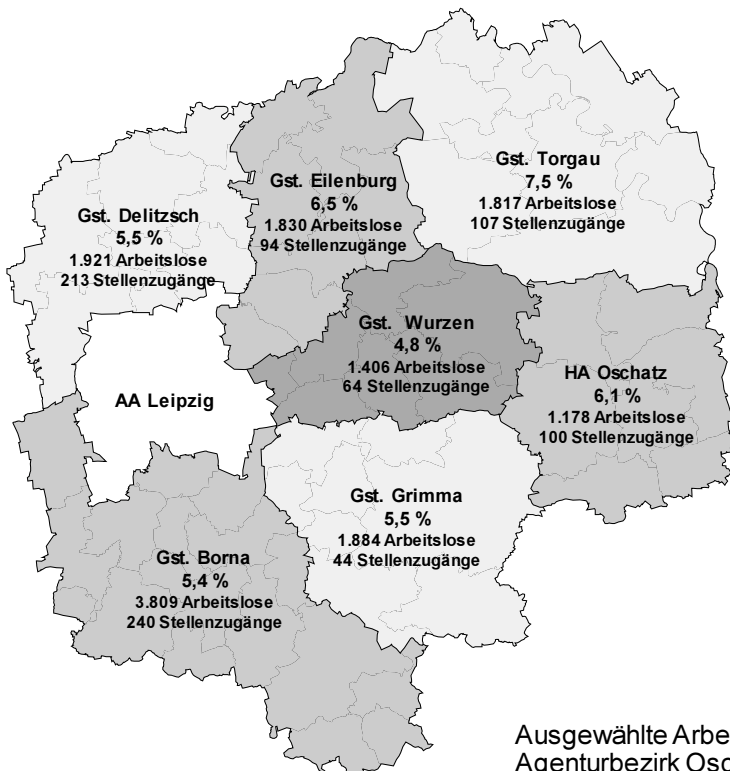 Gst. Torgau
7,5 %
1.817 Arbeitslose
107 Stellenzugänge
Gst. Eilenburg
6,5 %
1.830 Arbeitslose
94 Stellenzugänge
Gst. Delitzsch
5,5 %
1.921 Arbeitslose
213 Stellenzugänge
Gst. Wurzen
4,8 %
1.406 Arbeitslose
64 Stellenzugänge
HA Oschatz
6,1 %
1.178 Arbeitslose
100 Stellenzugänge
AA Leipzig
Gst. Grimma
5,5 %
1.884 Arbeitslose
44 Stellenzugänge
Gst. Borna
5,4 %
3.809 Arbeitslose
240 Stellenzugänge
Ausgewählte
Agenturbezirk